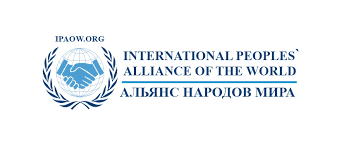 IPAOW.ORG
INTERNATIONAL PEOPLES`
ALLIANCE OF THE WORLD
АЛЬЯНС НАРОДОВ МИРА